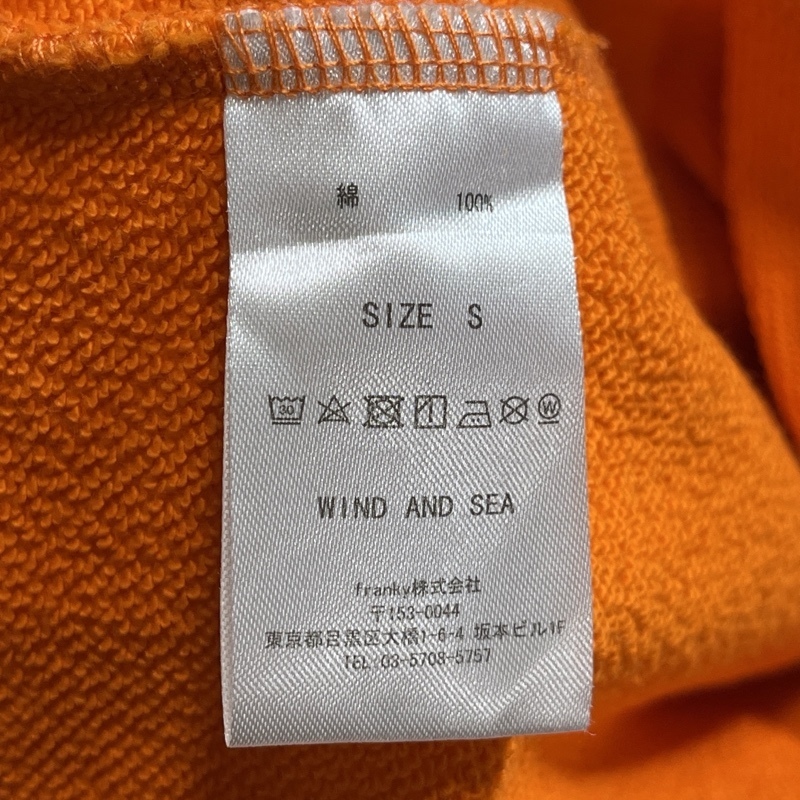 綿 100%
SIZE S
30 W
WIND AND SEA
franky株式会社
〒153-0044
東京都目黒区大橋1-6-4 坂本ビル1F
TEL 03-5708-5757